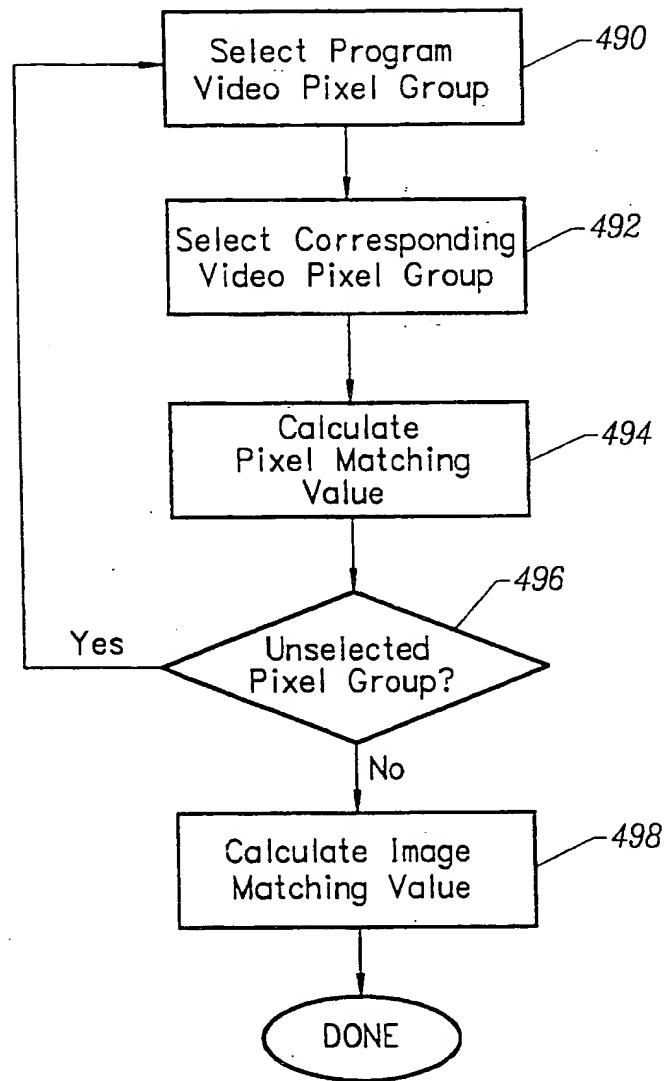 Select Program
Video Pixel Group
490
Select Corresponding
Video Pixel Group
492
Calculate
Pixel Matching
Value
494
Unselected
Pixel Group?
496
Yes
No
Calculate Image
Matching Value
498
DONE